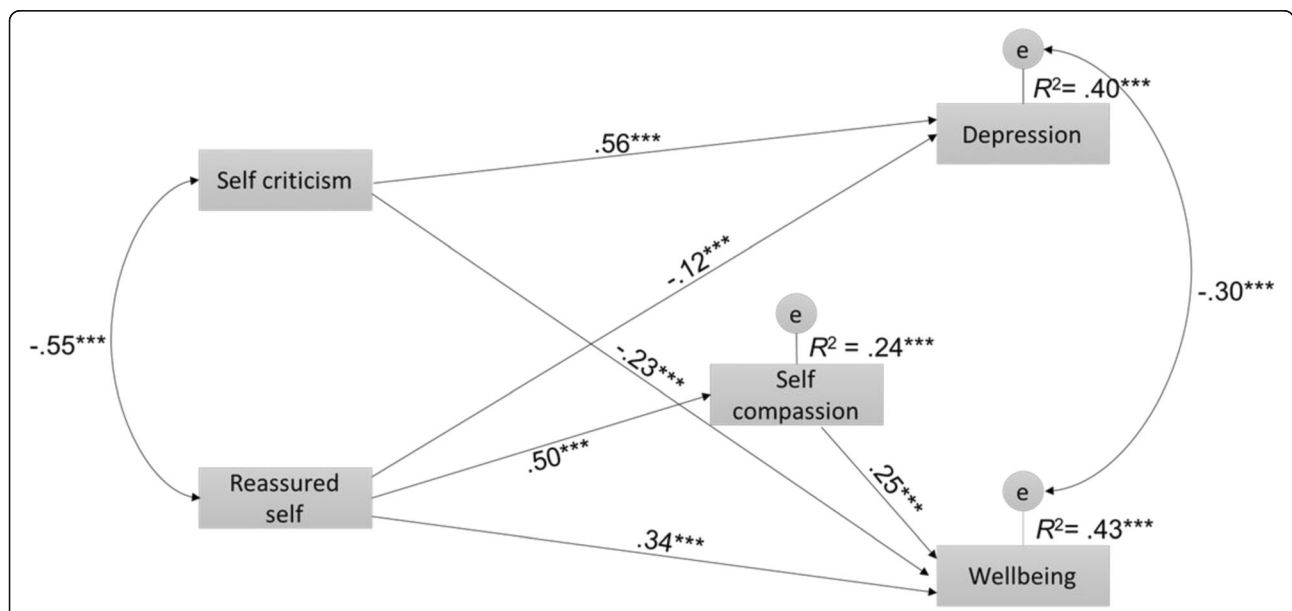 e
R²= .40***
Depression
.56***
Self criticism
-.12***
-.30***
e
-.55***
R² = .24***
-.23***
Self
compassion
.50***
.25***
Reassured
self
e
R²= .43***
.34***
Wellbeing